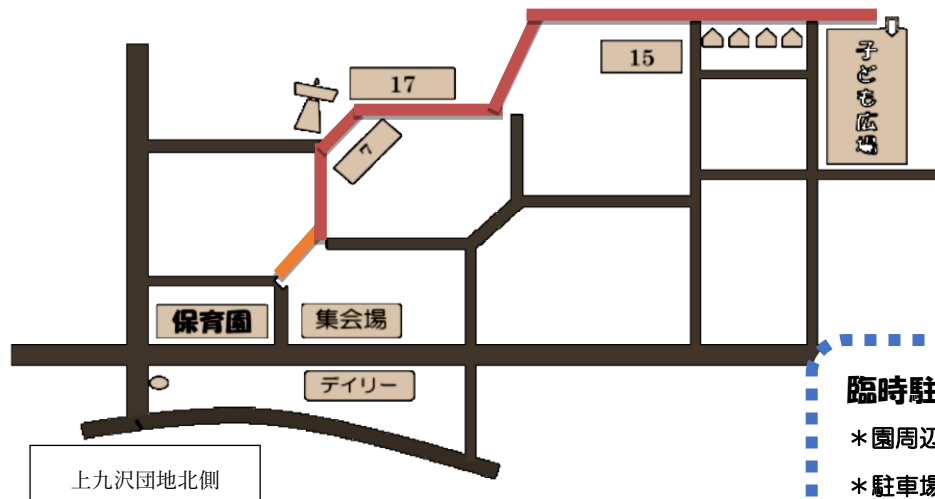 17
15
子ども広場
7
保育園
集会場
デイリー
上九沢団地北側
臨時駐
＊園周辺
＊駐車場